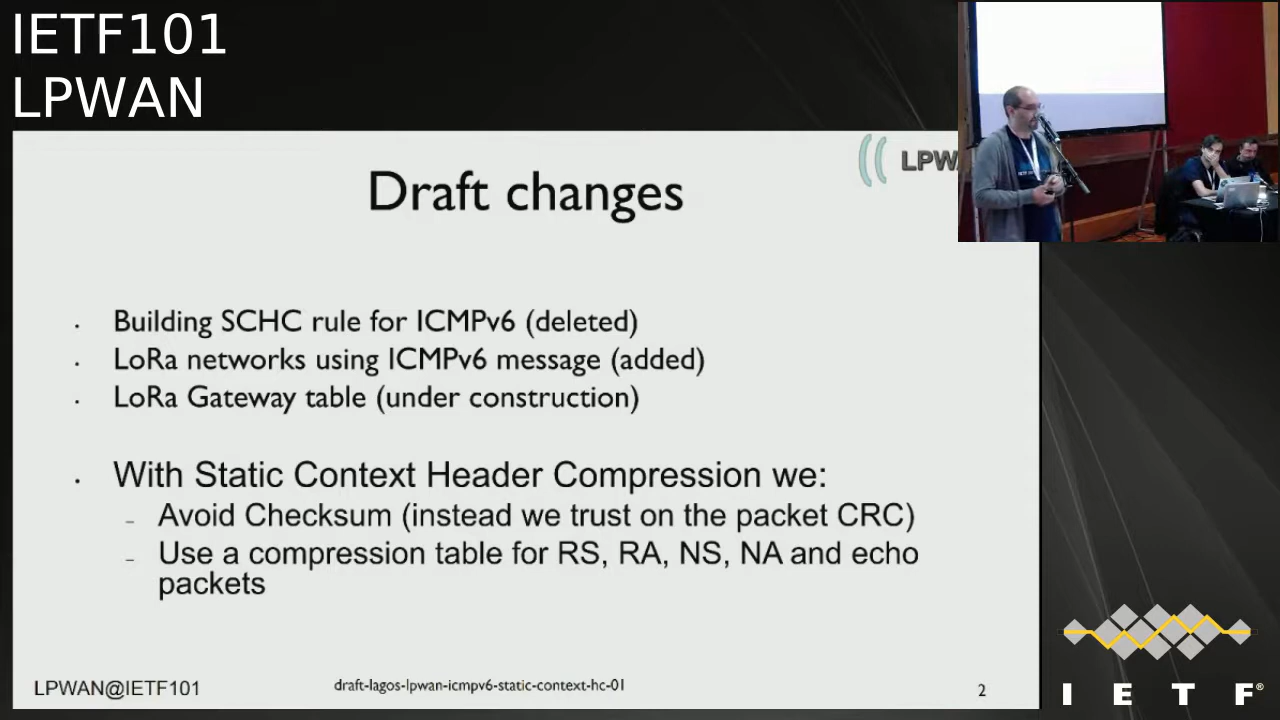 IETF101
LPWAN
LPW
Draft changes
· Building SCHC rule for ICMPv6 (deleted)
· LoRa networks using ICMPv6 message (added)
· LoRa Gateway table (under construction)
· With Static Context Header Compression we:
– Avoid Checksum (instead we trust on the packet CRC)
– Use a compression table for RS, RA, NS, NA and echo
packets
LPWAN@IETF101
draft-lagos-lpwan-icmpv6-static-context-hc-01
2
I E T F®